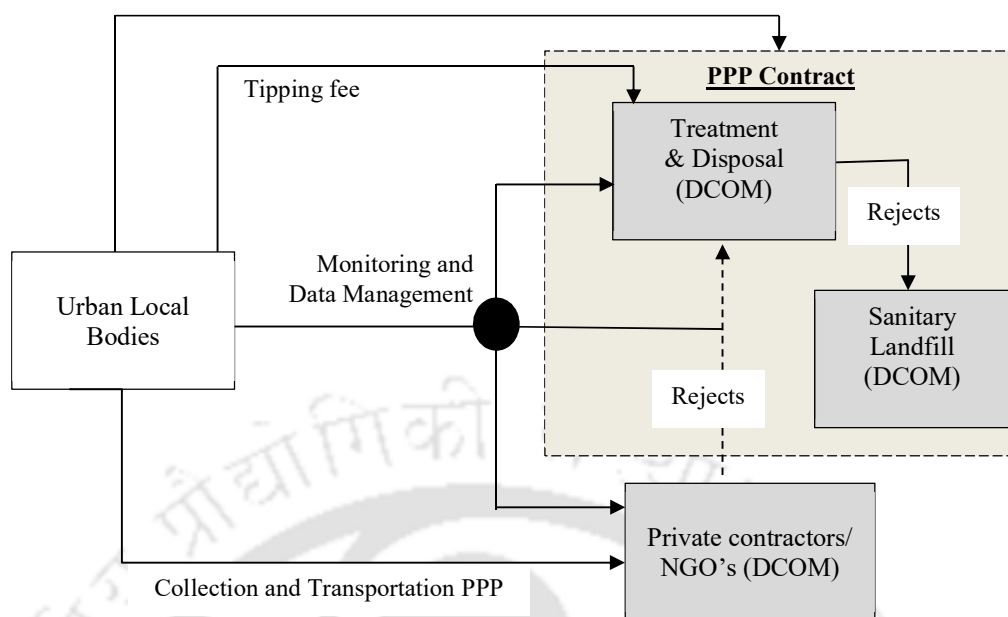 PPP Contract
Tipping fee
Treatment
& Disposal
(DCOM)
Rejects
Monitoring and
Data Management
Urban Local
Bodies
Sanitary
Landfill
(DCOM)
Rejects
Private contractors/
NGO's (DCOM)
Collection and Transportation PPP